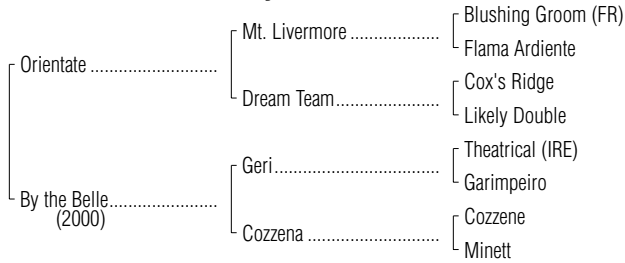 Blushing Groom (FR)
Mt. Livermore
Flama Ardiente
Orientate
Cox's Ridge
Dream Team
Likely Double
Theatrical (IRE)
Geri
Garimpeiro
By the Belle
(2000)
Cozzene
Cozzena
Minett